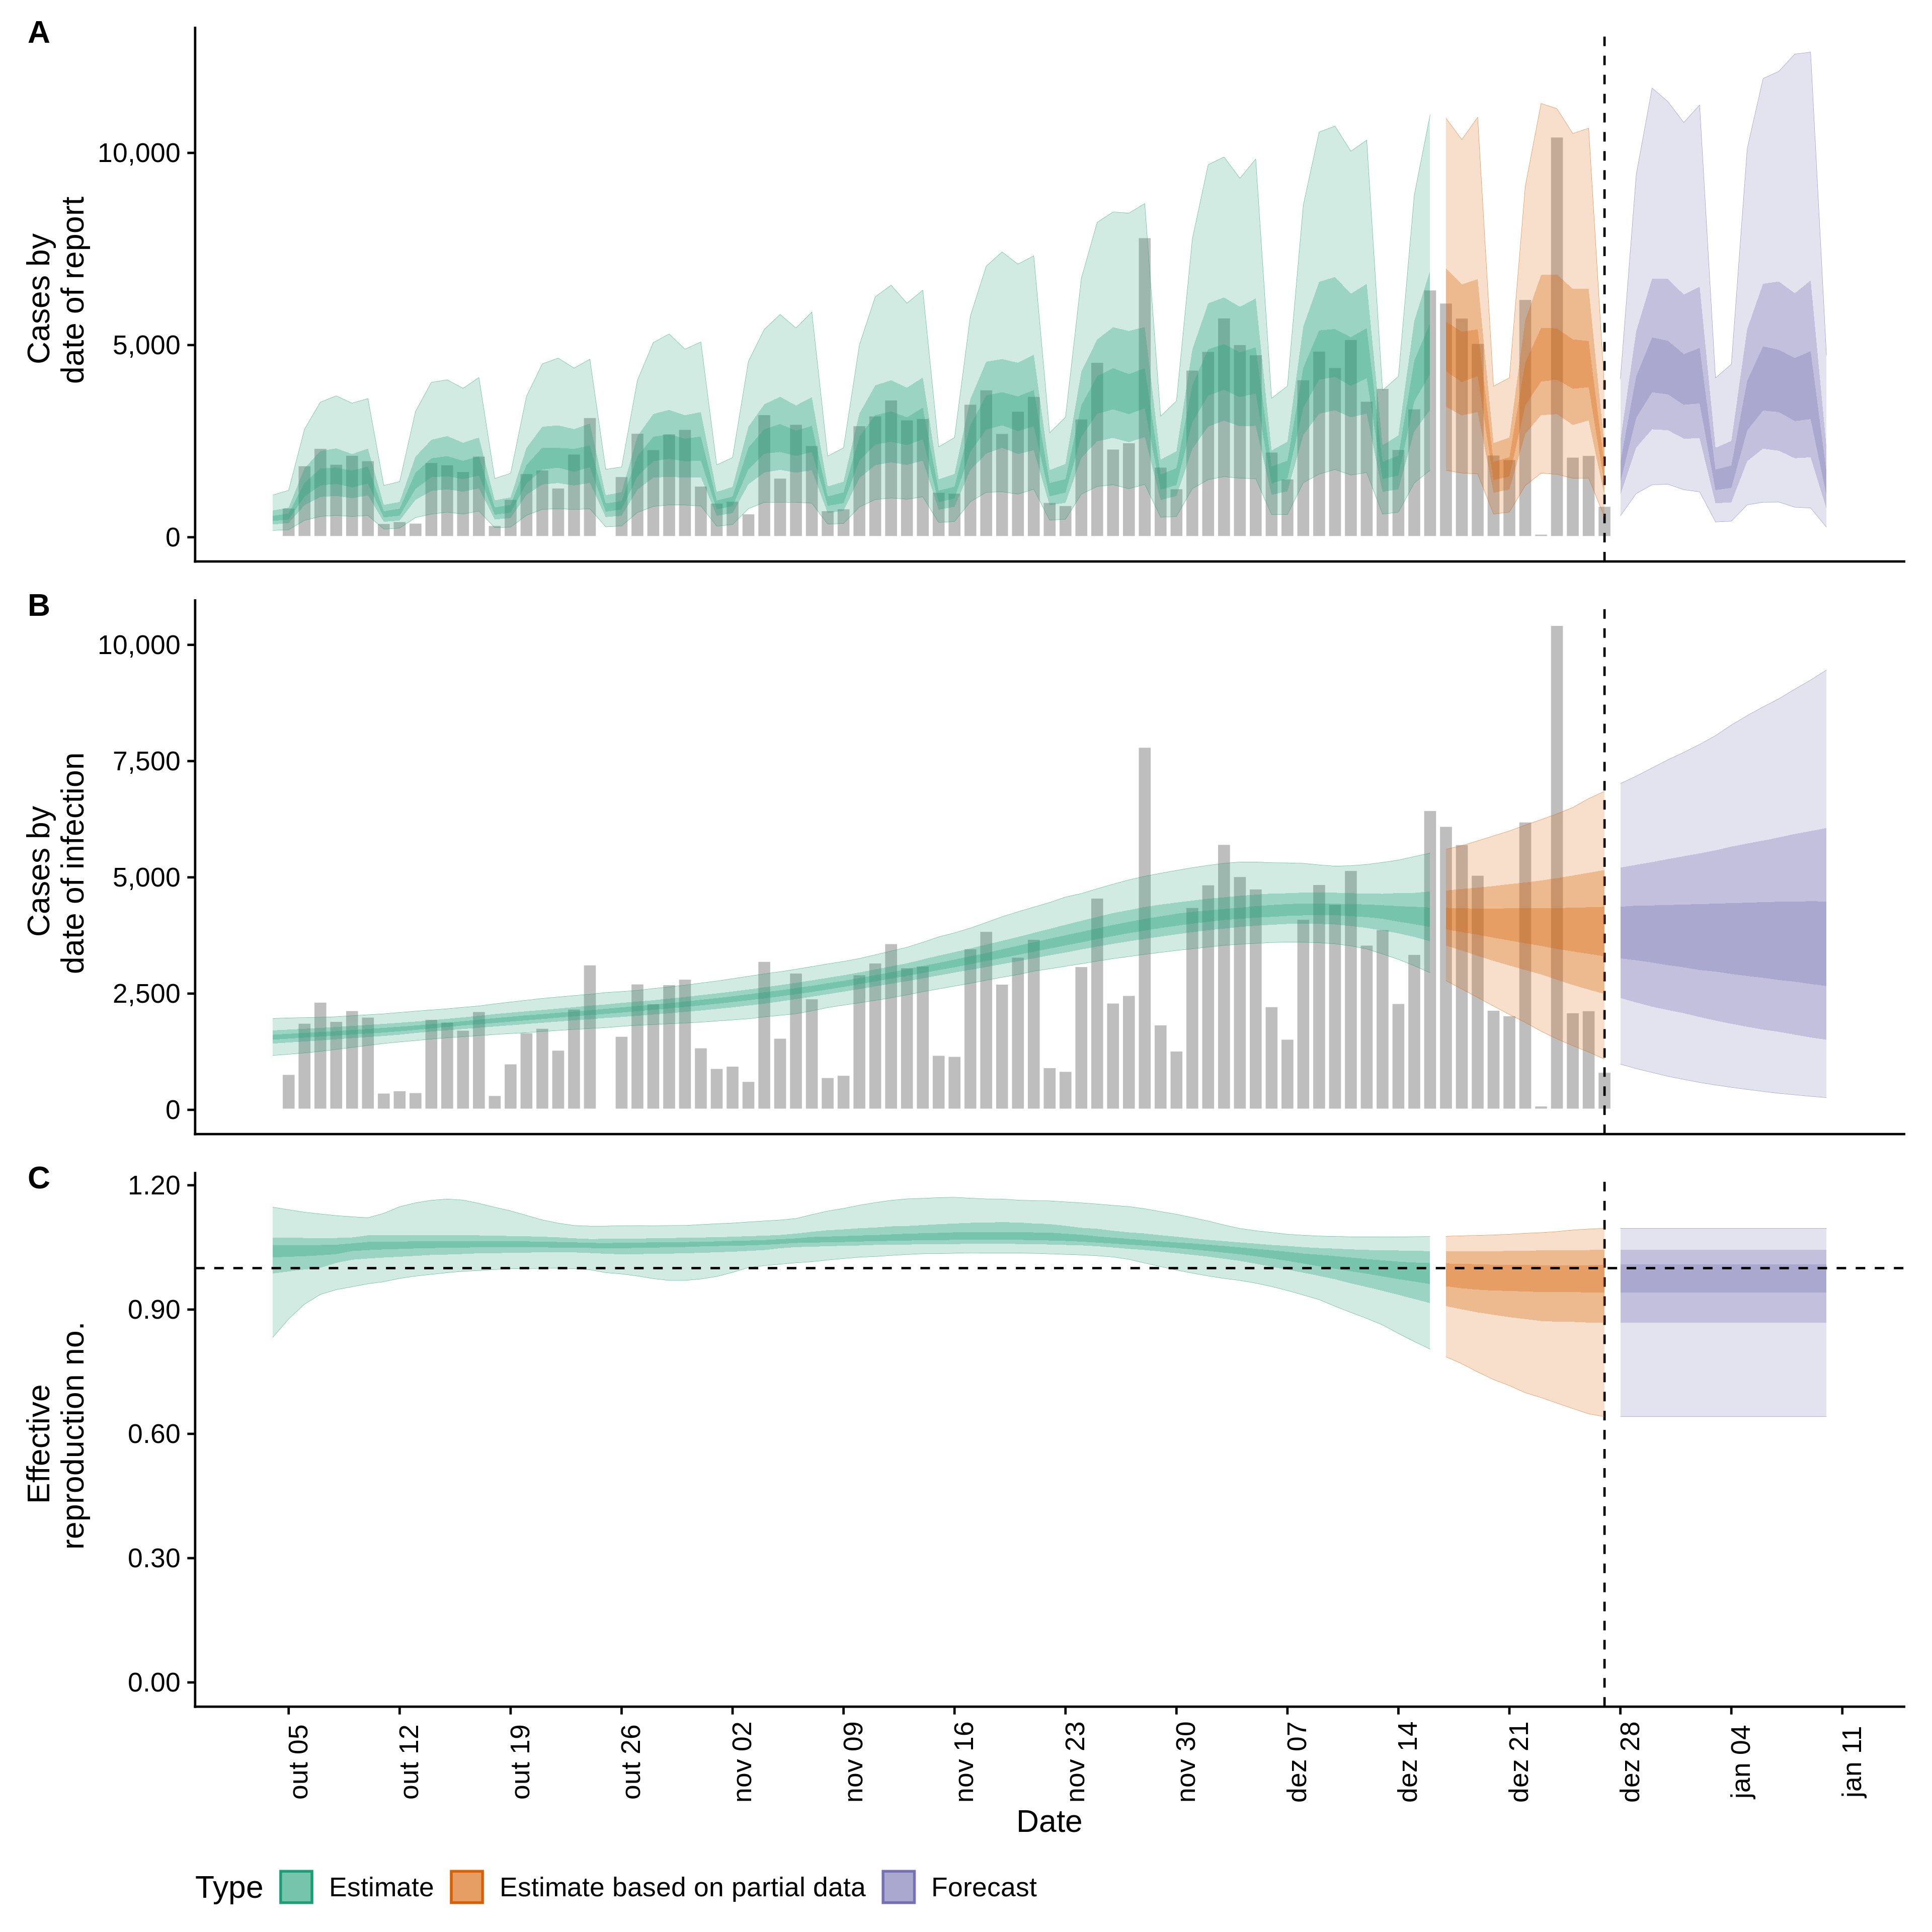 A
10,000
5,000
0
Cases by
date of report
B
10,000
7,500
5,000
2,500
0
Cases by
date of infection
C
1.20
0.90
0.60
0.30
0.00
Effective
reproduction no.
out 05
out 12
out 19
out 26
nov 02
nov 09
nov 16
nov 23
nov 30
dez 07
dez 14
dez 21
dez 28
jan 04
jan 11
Date
Type Estimate Estimate based on partial data Forecast